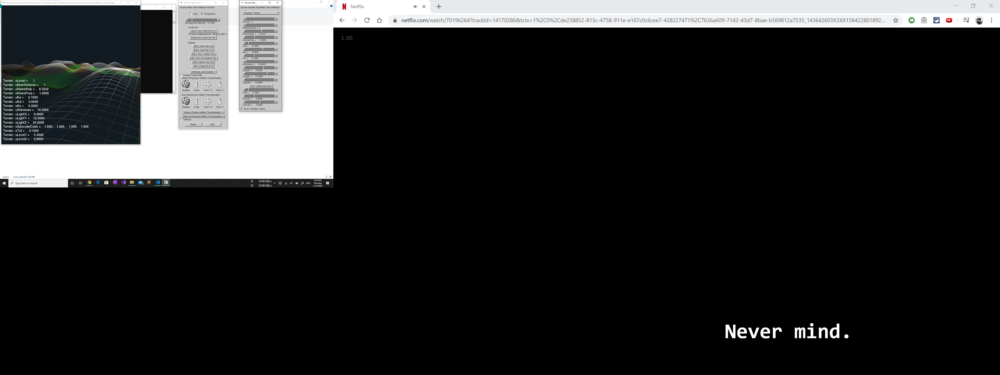 D:\Study Material\2020-Winter\CS557 Computer Graphics Shaders\Assignments\Final Project\FinalProject_Akash Agar...
Terrain : uLevel = 1
Terrain : uNumOctaves = 1
Terrain : uNoiseAmp = 8.3232
Terrain : uNoiseFreq = 1.0000
Terrain : uKa = 0.1000
Terrain : uKd = 0.6000
Terrain : uKs = 0.3000
Terrain : uShininess = 10.0000
Terrain : uLightX = 5.0000
Terrain : uLightY = 10.0000
Terrain : uLightZ = 20.0000
Terrain : uSpecularColor = 1.000, 1.000, 1.000, 1.000
Terrain : uTol = 0.1000
Terrain : uLevel1 = 0.3000
Terrain : uLevel2 = 0.5000
GLman Main User I...
GLman Main User Interface Window
Axes Perspective
Background Intensity = 0.1294
GLIB File
Load a new GLIB File [^L]
D:\Study Material\2020-Winter\CS557 C
Reload the GLIB File [^R]
Editing
Edit a Glib File [^G]
Edit a Vert File [^V]
Edit a Tess Control File
Edit a Tess Evaluation File
Edit a Geom File [^E]
Edit a Frag File [^F]
Hardcopy and Display +
Display Frame Rate
Global (Projection Matrix) Transformation
Rotation Scale Trans XY Trans Z
Eye (ModelView Matrix) Transformation
Rotation Scale Trans XY Trans Z
Texture (Texture Matrix) Transformation +
Object (Individual Matrix) Transformation +
Verbose
Reset Quit
GLman Sha...
GLman Shader Parameter User Interface
Program: Terrain
uLevel = 1
uNumOctaves = 1
uNoiseAmp = 8.3232
uNoiseFreq = 1.0000
uKa = 0.1000
uKd = 0.6000
uKs = 0.3000
uShininess = 10.0000
uLightX = 5.0000
uLightY = 10.0000
uLightZ = 20.0000
Color: uSpecularColor
uTol = 0.1000
uLevel1 = 0.3000
uLevel2 = 0.5000
Show Variable Labels
5 items 1 item selected 6.60 MB
Type here to search
U: 0.00 kB/s
D: 0.00 kB/s
ENG
4:34 PM
Saturday
3/14/2020
Netflix
netflix.com/watch/70196264?trackId=14170286&tctx=1%2C0%2Cde238852-813c-4758-911e-e167c0c6cee7-428227471%2C7636a609-7142-43d7-8bae-b569812a7535_143642603X3XX158422801892...
1.00
Never mind.